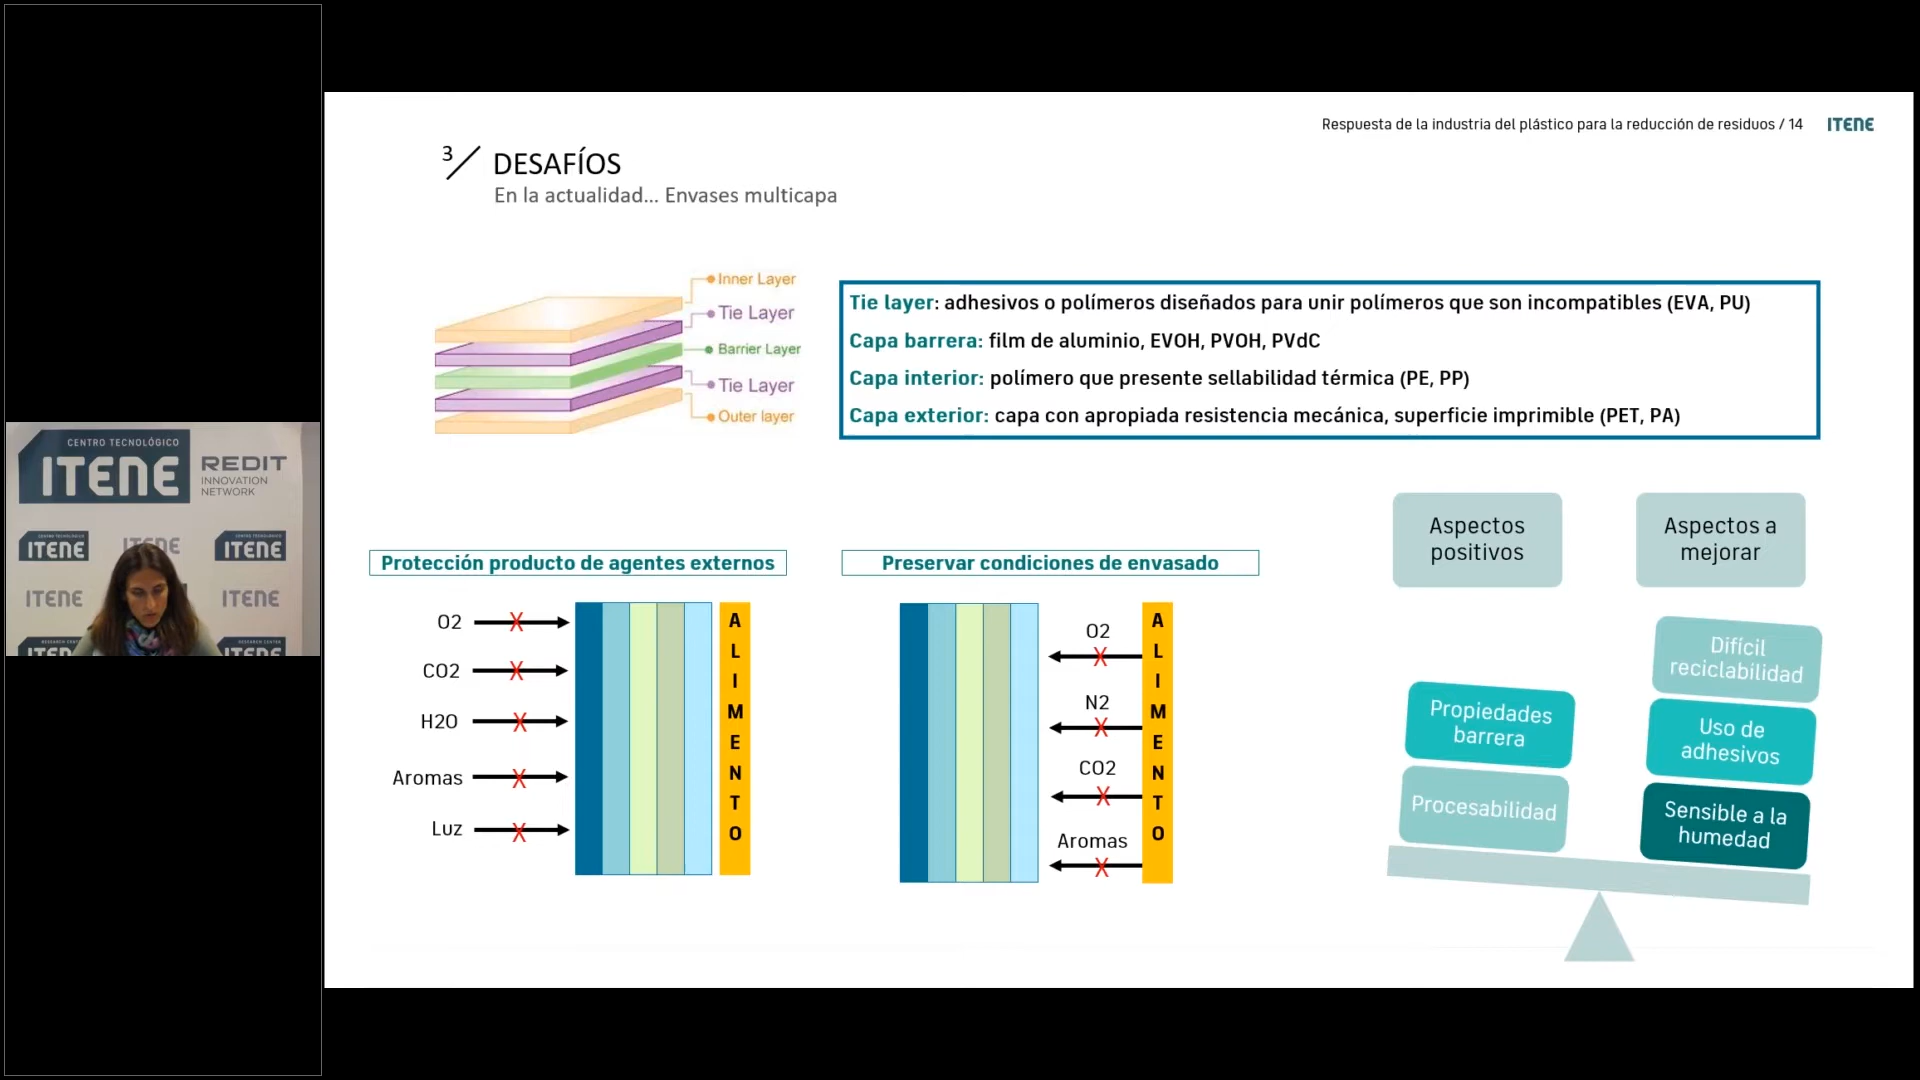 Respuesta de la industria del plástico para la reducción de residuos / 14 ITENE
3/ DESAFÍOS
En la actualidad... Envases multicapa
Inner Layer
Tie Layer
Barrier Layer
Tie Layer
Outer layer
Tie layer: adhesivos o polímeros diseñados para unir polímeros que son incompatibles (EVA, PU)
Capa barrera: film de aluminio, EVOH, PVOH, PVdC
Capa interior: polímero que presente sellabilidad térmica (PE, PP)
Capa exterior: capa con apropiada resistencia mecánica, superficie imprimible (PET, PA)
CENTRO TECNOLÓGICO
ITENE
REDIT
INNOVATION
NETWORK
ITENE
ITENE
ITENE
ITENE
ITENE
ITENE
ITENE
Protección producto de agentes externos
O2
CO2
H2O
Aromas
Luz
ALIMENTO
Preservar condiciones de envasado
O2
N2
CO2
Aromas
ALIMENTO
Aspectos
positivos
Aspectos a
mejorar
Propiedades
barrera
Procesabilidad
Difícil
reciclabilidad
Uso de
adhesivos
Sensible a la
humedad